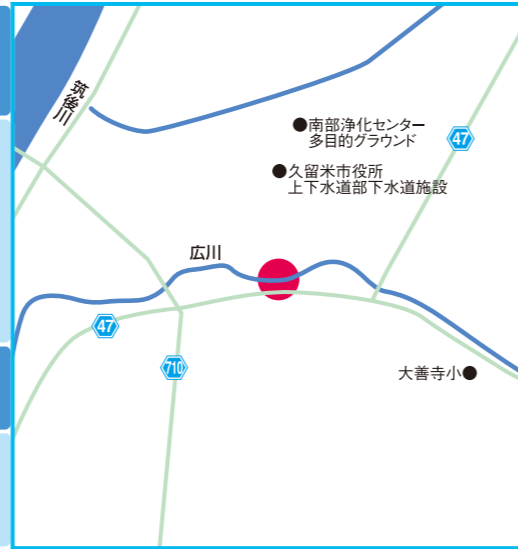 筑後川
●南部浄化センター
多目的グラウンド
47
●久留米市役所
上下水道部下水道施設
広川
47
710
大善寺小●